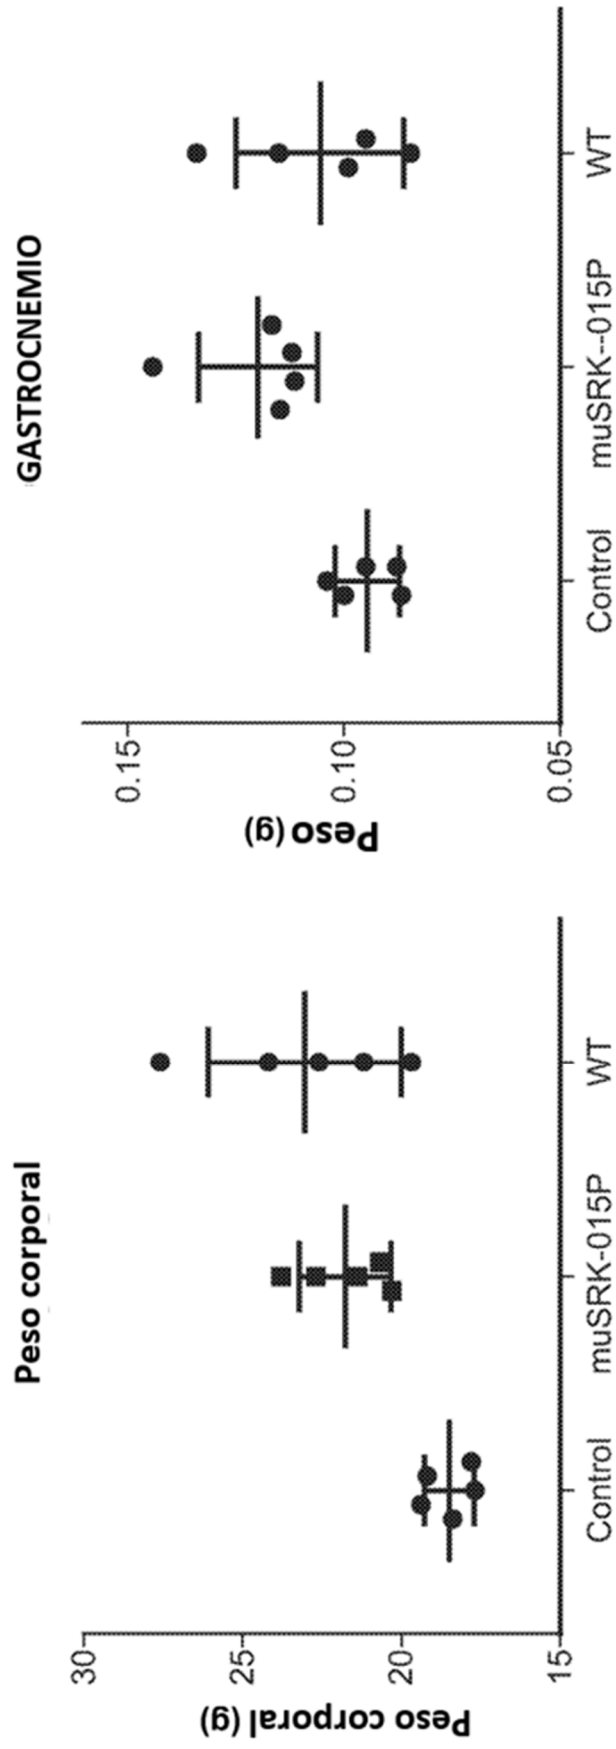 Peso corporal
Peso corporal (g)
30
25
20
15
Control
muSRK-015P
WT
GASTROCNEMIO
Peso (g)
0.15
0.10
0.05
Control
muSRK--015P
WT